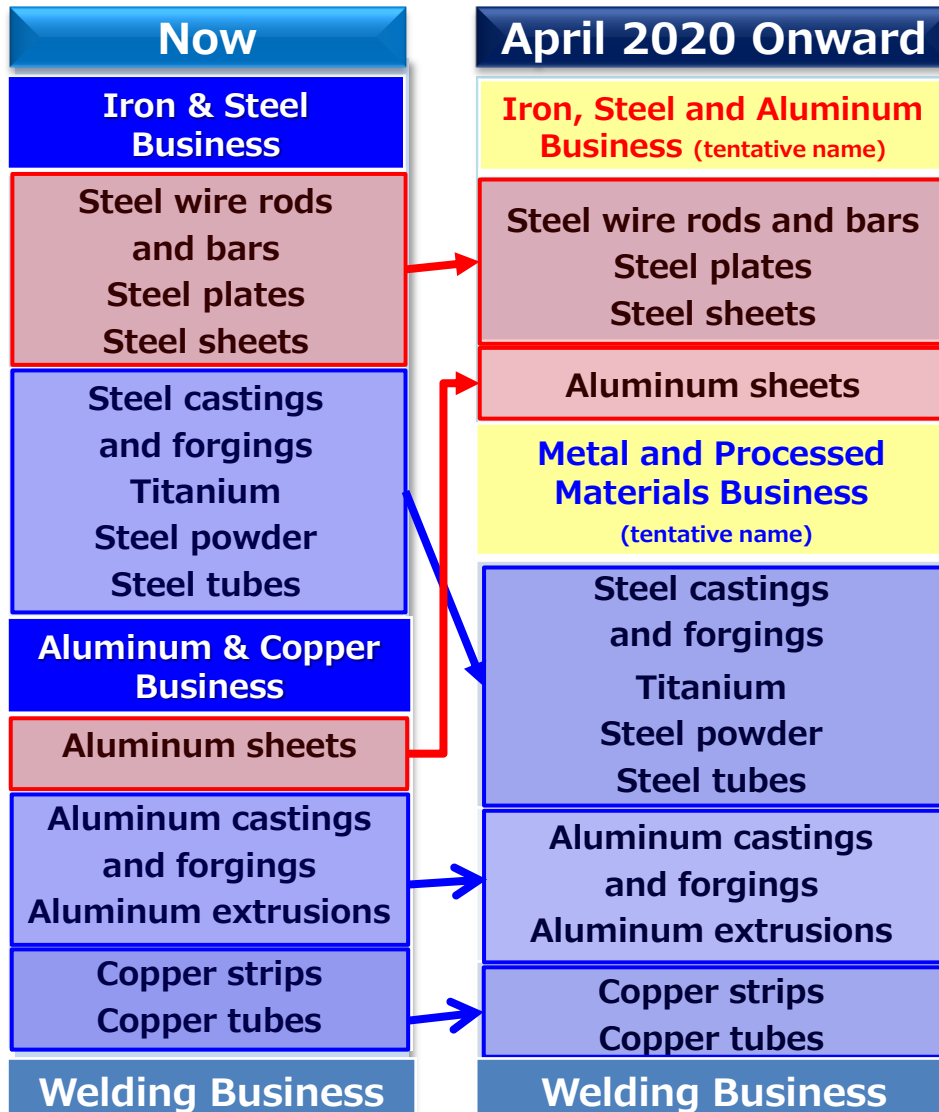 Now
Iron & Steel
Business
Steel wire rods
and bars
Steel plates
Steel sheets
Steel castings
and forgings
Titanium
Steel powder
Steel tubes
Aluminum & Copper
Business
Aluminum sheets
Aluminum castings
and forgings
Aluminum extrusions
Copper strips
Copper tubes
Welding Business
April 2020 Onward
Iron, Steel and Aluminum
Business (tentative name)
Steel wire rods and bars
Steel plates
Steel sheets
Aluminum sheets
Metal and Processed
Materials Business
(tentative name)
Steel castings
and forgings
Titanium
Steel powder
Steel tubes
Aluminum castings
and forgings
Aluminum extrusions
Copper strips
Copper tubes
Welding Business